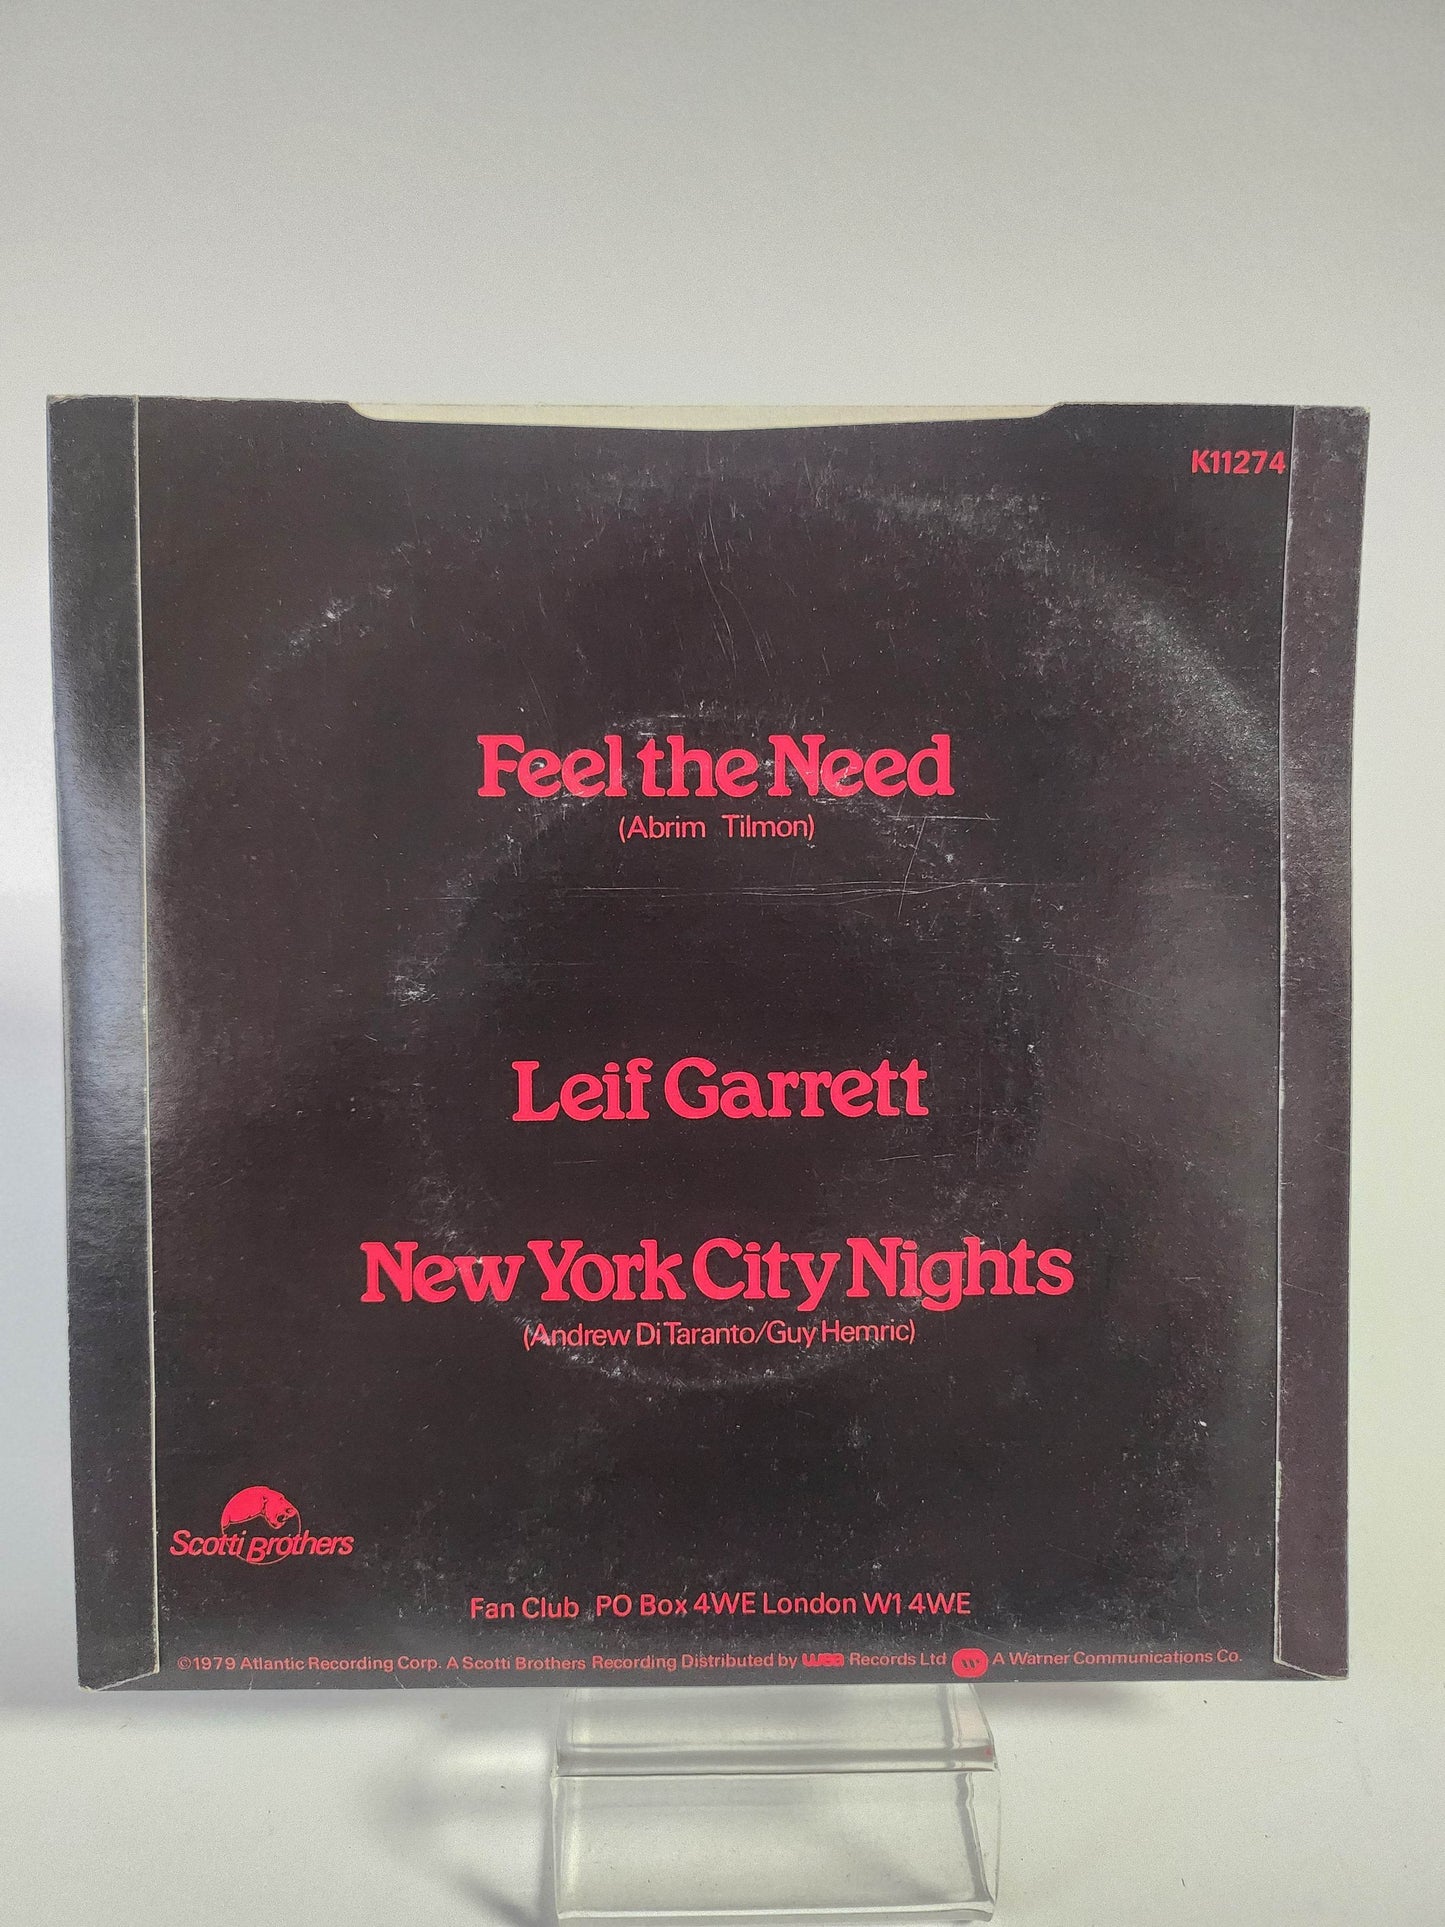 K11274
Feel the Need
(Abrim Tilmon)
Leif Garrett
New York City Nights
(Andrew Di Taranto/Guy Hemric)
Scotti Brothers
Fan Club PO Box 4WE London W1 4WE
©1979 Atlantic Recording Corp. A Scotti Brothers Recording Distributed by wea Records Ltd W A Warner Communications Co.